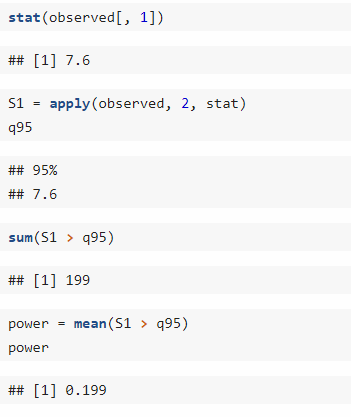 stat(observed[, 1])
## [1] 7.6
S1 = apply(observed, 2, stat)
q95
## 95%
## 7.6
sum(S1 > q95)
## [1] 199
power = mean(S1 > q95)
power
## [1] 0.199